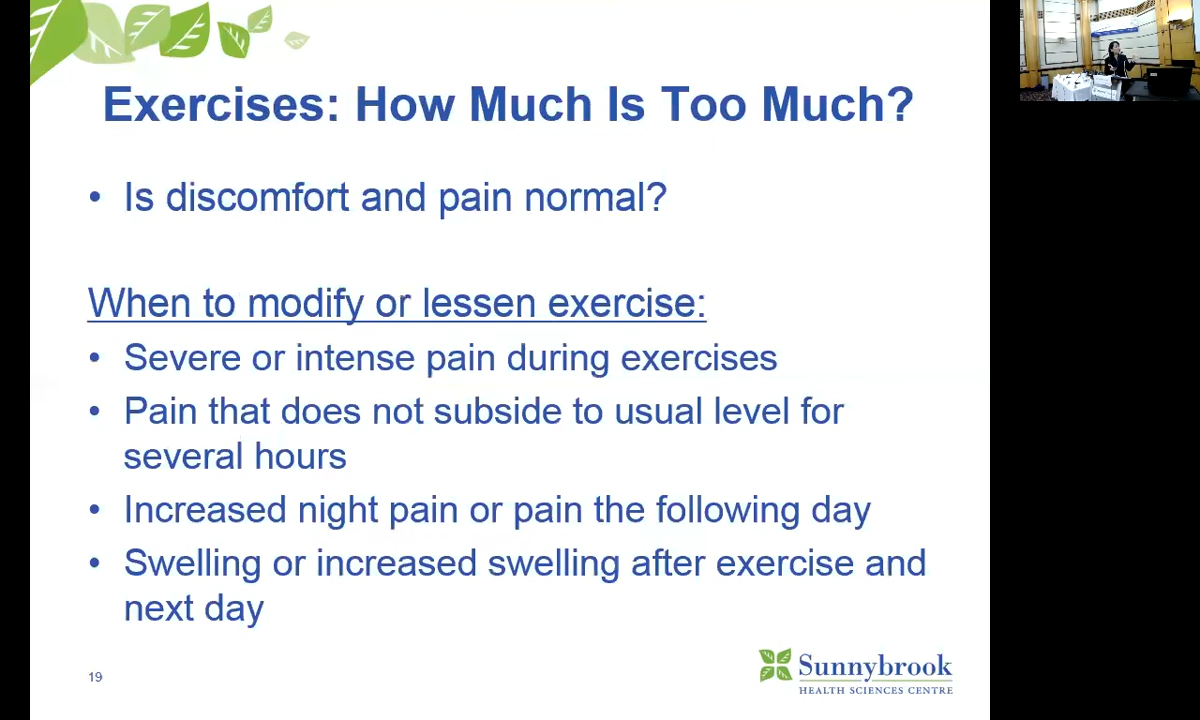 Exercises: How Much Is Too Much?
• Is discomfort and pain normal?
When to modify or lessen exercise:
• Severe or intense pain during exercises
• Pain that does not subside to usual level for
several hours
• Increased night pain or pain the following day
• Swelling or increased swelling after exercise and
next day
19
Sunnybrook
HEALTH SCIENCES CENTRE